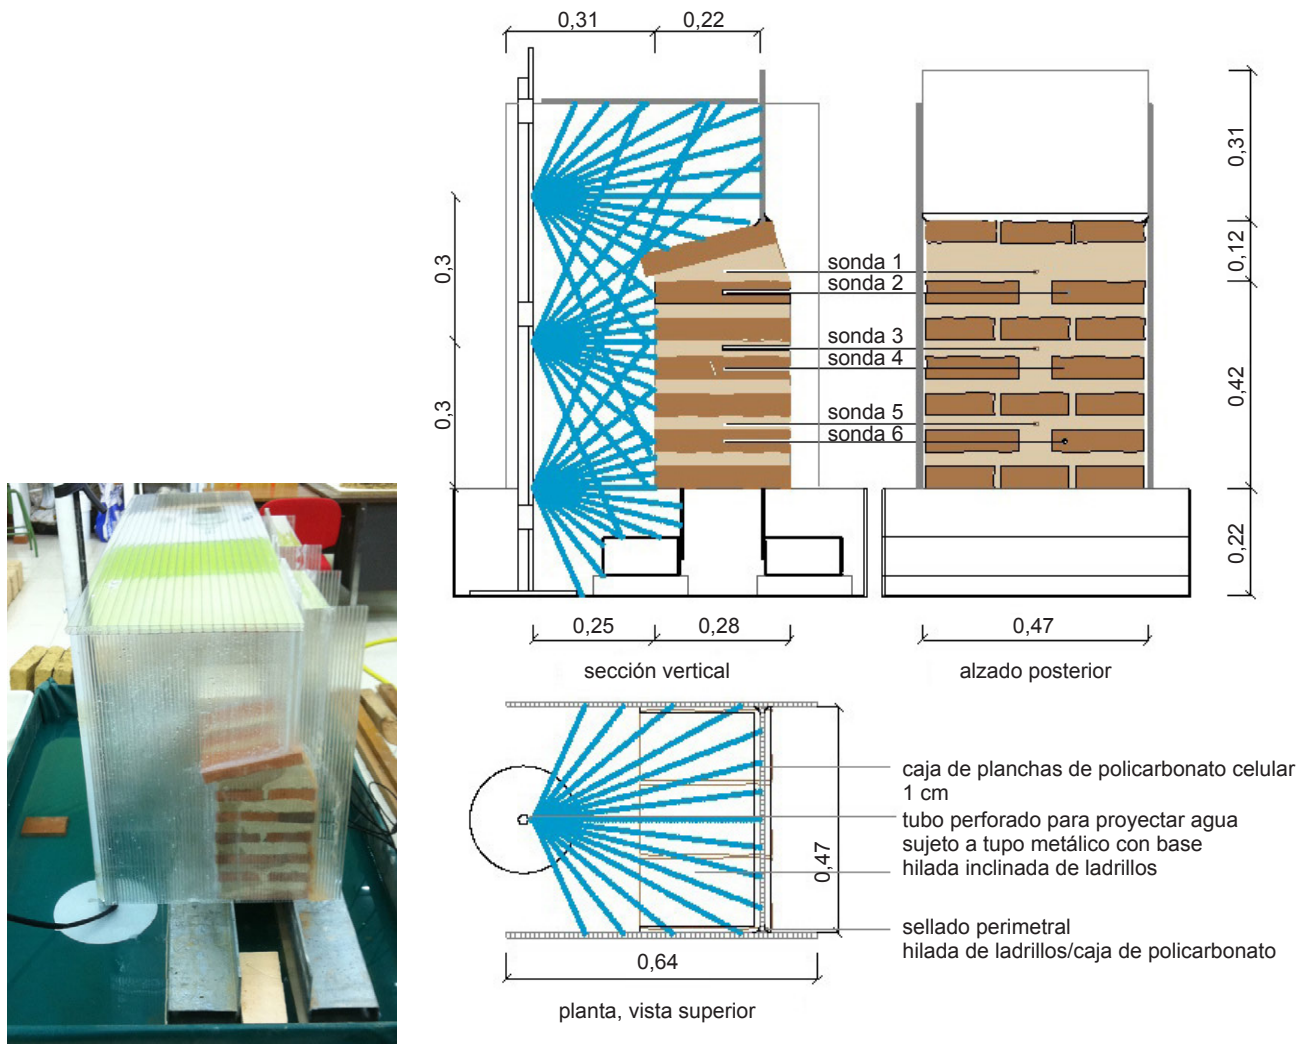 0,31
0,22
0,31
0,12
0,42
0,22
0,3
0,3
sonda 1
sonda 2
sonda 3
sonda 4
sonda 5
sonda 6
0,25
0,28
0,47
sección vertical
alzado posterior
caja de planchas de policarbonato celular
1 cm
tubo perforado para proyectar agua
sujeto a tupo metálico con base
hilada inclinada de ladrillos
sellado perimetral
hilada de ladrillos/caja de policarbonato
0,47
0,64
planta, vista superior